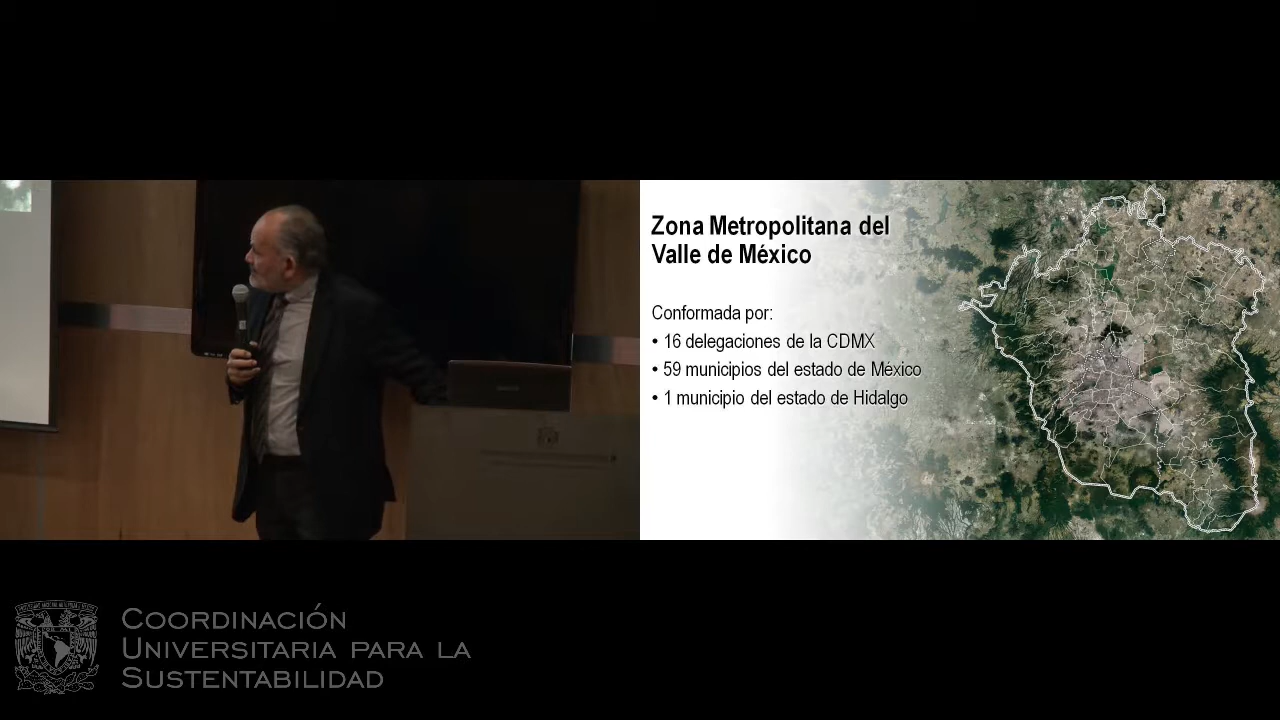 Zona Metropolitana del
Valle de México
Conformada por:
• 16 delegaciones de la CDMX
• 59 municipios del estado de México
• 1 municipio del estado de Hidalgo
COORDINACIÓN
UNIVERSITARIA PARA LA
SUSTENTABILIDAD